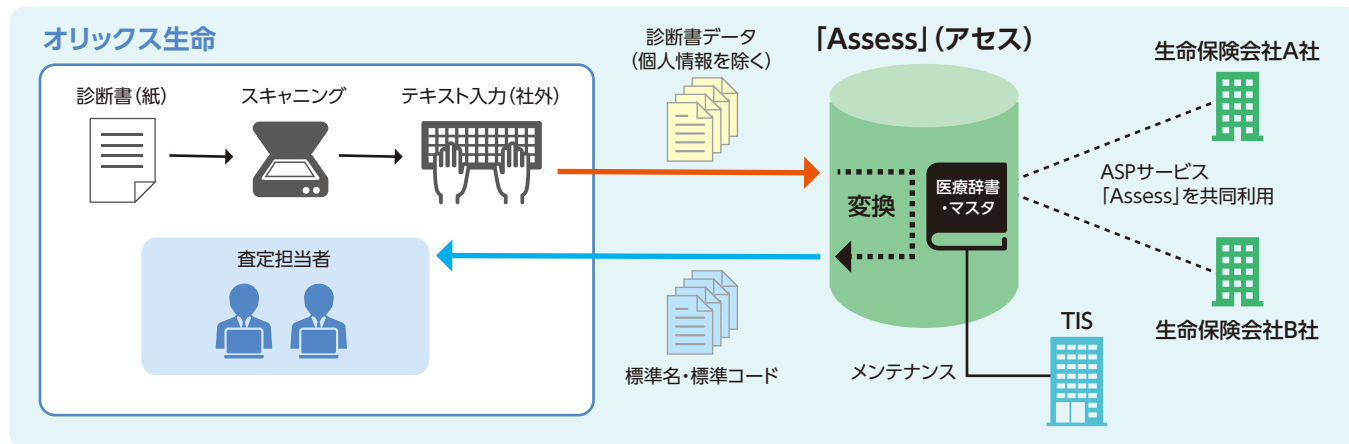 オリックス生命
診断書(紙)
スキャニング
テキスト入力(社外)
査定担当者
診断書データ
(個人情報を除く)
標準名・標準コード
「Assess」(アセス)
変換
医療辞書
・マスタ
生命保険会社A社
ASPサービス
「Assess」を共同利用
生命保険会社B社
TIS
メンテナンス